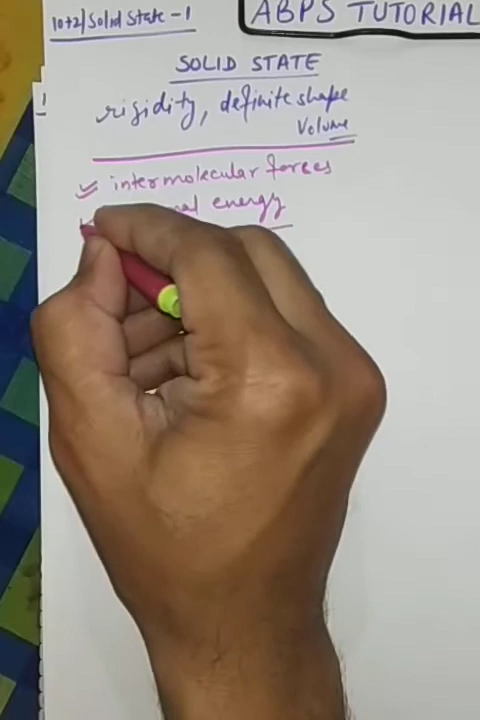 10+2/Solid State - 1
ABPS TUTORIAL
SOLID STATE
rigidity, definite shape
Volume
intermolecular forces
energy